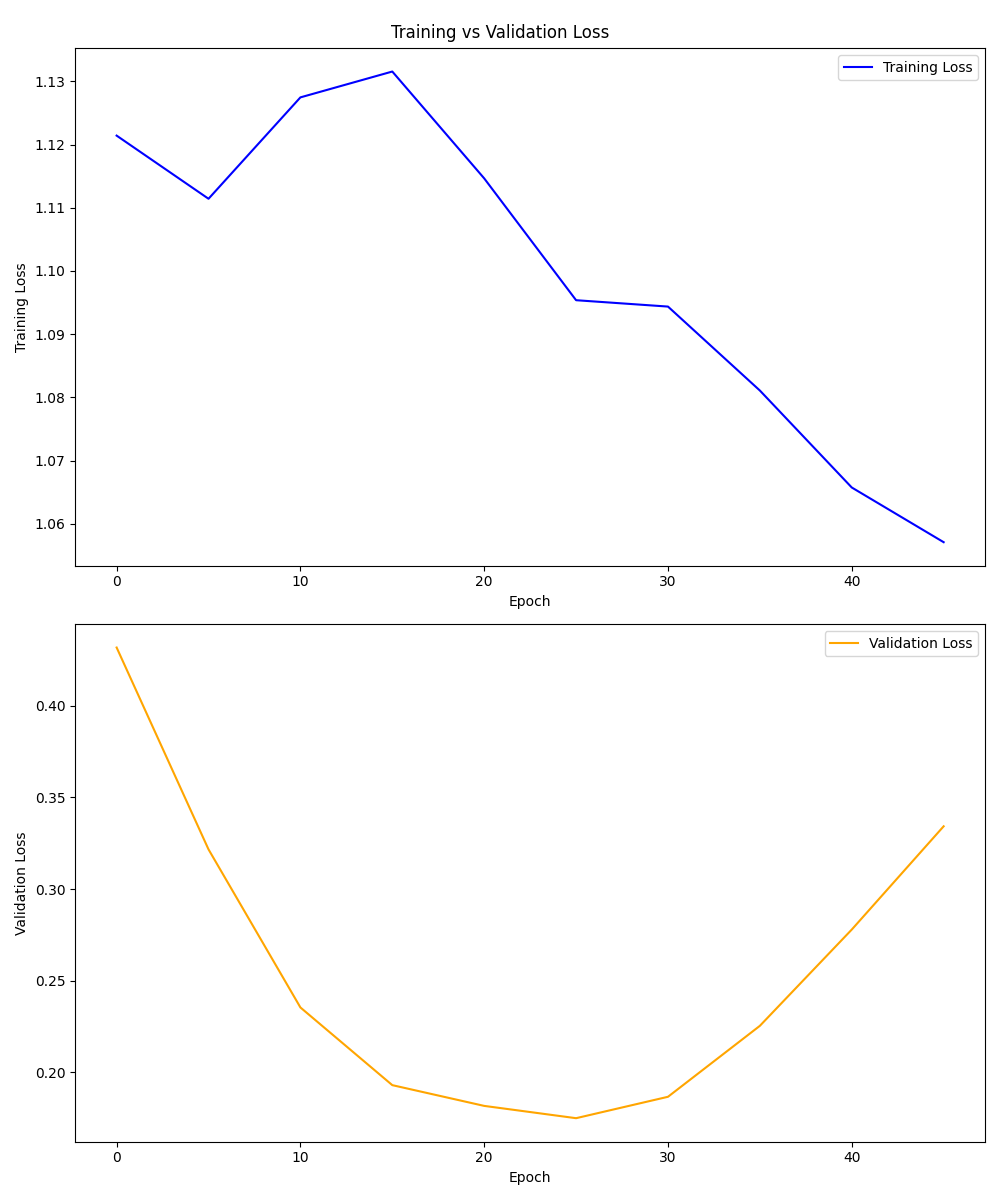 Training vs Validation Loss
Training Loss
1.13
1.12
1.11
1.10
1.09
1.08
1.07
1.06
Training Loss
0 10 20 30 40
Epoch
Validation Loss
0.40
0.35
0.30
0.25
0.20
Validation Loss
0 10 20 30 40
Epoch